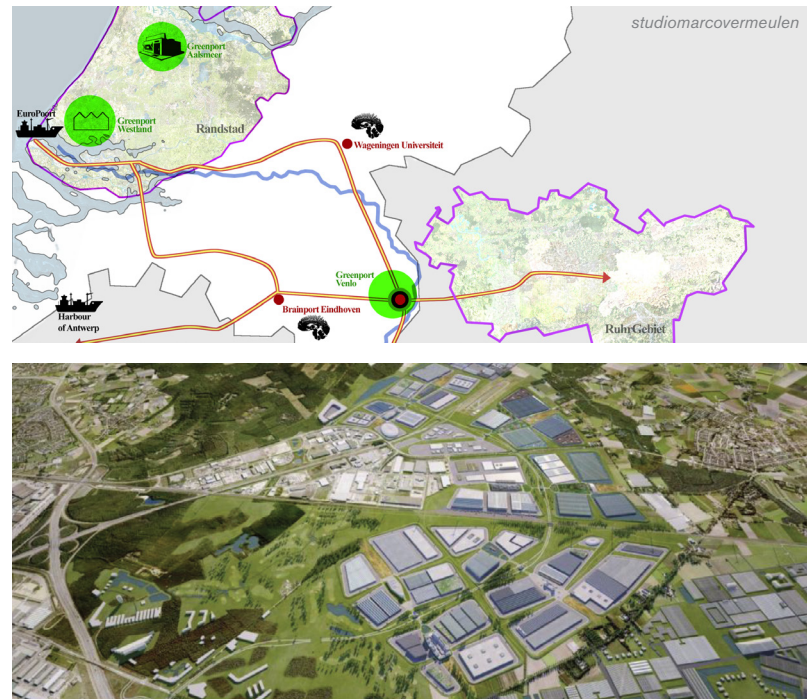 studiomarcovermeulen
Greenport
Aalsmeer
EuroPoort
Greenport
Westland
Randstad
Wageningen Universiteit
Greenport
Venlo
Harbour
of Antwerp
Brainport Eindhoven
RuhrGebiet